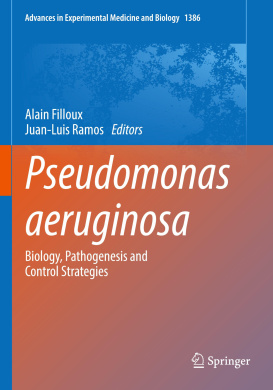 Advances in Experimental Medicine and Biology 1386
Alain Filloux
Juan-Luis Ramos Editors
Pseudomonas
aeruginosa
Biology, Pathogenesis and
Control Strategies
Springer